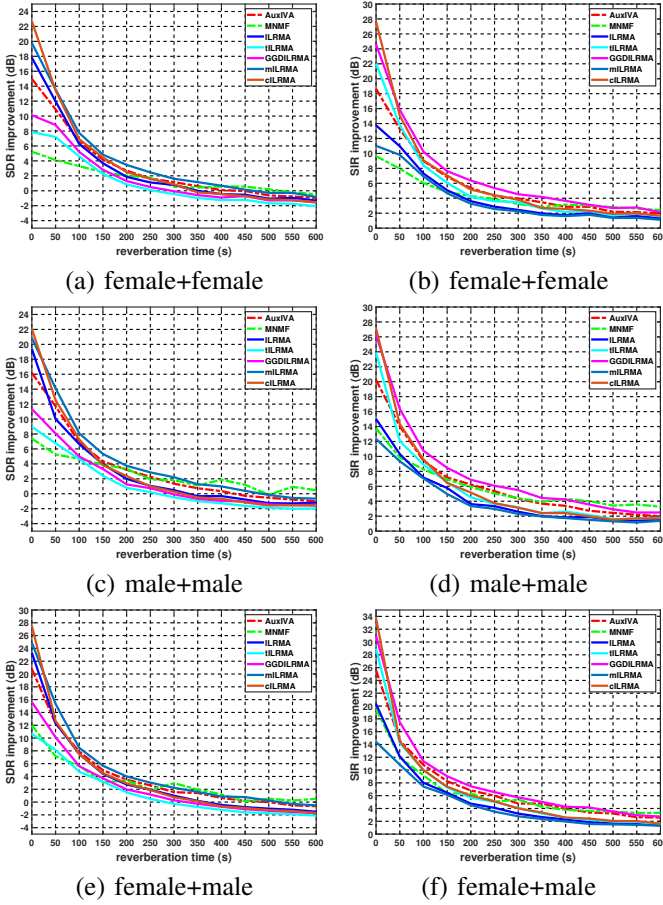 24
22
20
18
16
14
12
10
8
6
4
2
0
-2
-4
SDR improvement (dB)
AuxIVA
MNMF
ILRMA
tILRMA
GGDILRMA
mILRMA
cILRMA
0 50 100 150 200 250 300 350 400 450 500 550 600
reverberation time (s)
(a) female+female
28
26
24
22
20
18
16
14
12
10
8
6
4
2
0
SIR improvement (dB)
AuxIVA
MNMF
ILRMA
tILRMA
GGDILRMA
mILRMA
cILRMA
0 50 100 150 200 250 300 350 400 450 500 550 600
reverberation time (s)
(b) female+female
24
22
20
18
16
14
12
10
8
6
4
2
0
-2
-4
SDR improvement (dB)
AuxIVA
MNMF
ILRMA
tILRMA
GGDILRMA
mILRMA
cILRMA
0 50 100 150 200 250 300 350 400 450 500 550 600
reverberation time (s)
(c) male+male
30
28
26
24
22
20
18
16
14
12
10
8
6
4
2
0
SIR improvement (dB)
AuxIVA
MNMF
ILRMA
tILRMA
GGDILRMA
mILRMA
cILRMA
0 50 100 150 200 250 300 350 400 450 500 550 600
reverberation time (s)
(d) male+male
28
26
24
22
20
18
16
14
12
10
8
6
4
2
0
-2
-4
SDR improvement (dB)
AuxIVA
MNMF
ILRMA
tILRMA
GGDILRMA
mILRMA
cILRMA
0 50 100 150 200 250 300 350 400 450 500 550 600
reverberation time (s)
(e) female+male
34
32
30
28
26
24
22
20
18
16
14
12
10
8
6
4
2
0
SIR improvement (dB)
AuxIVA
MNMF
ILRMA
tILRMA
GGDILRMA
mILRMA
cILRMA
0 50 100 150 200 250 300 350 400 450 500 550 600
reverberation time (s)
(f) female+male